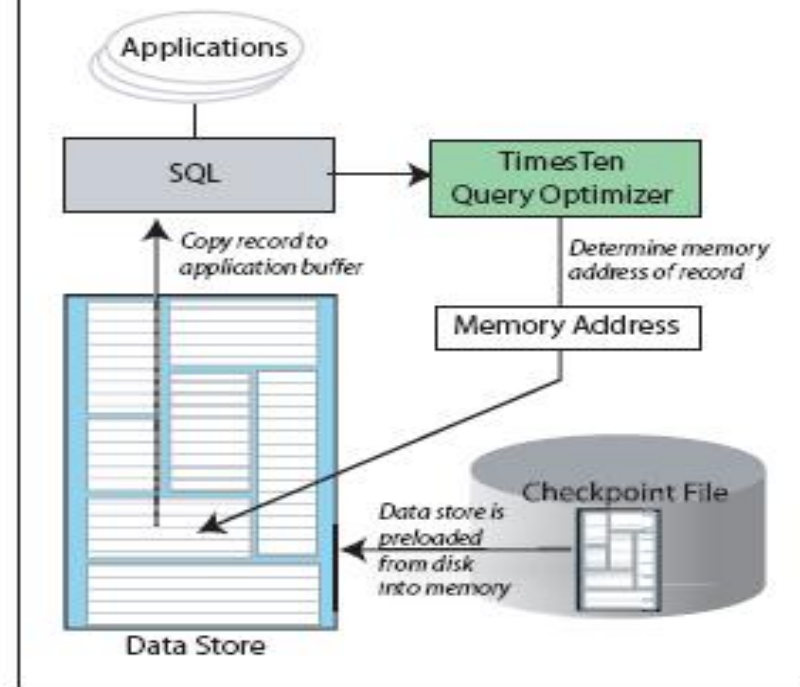 Applications
SQL
TimesTen
Query Optimizer
Copy record to
application buffer
Determine memory
address of record
Memory Address
Checkpoint File
Data store is
preloaded
from disk
into memory
Data Store